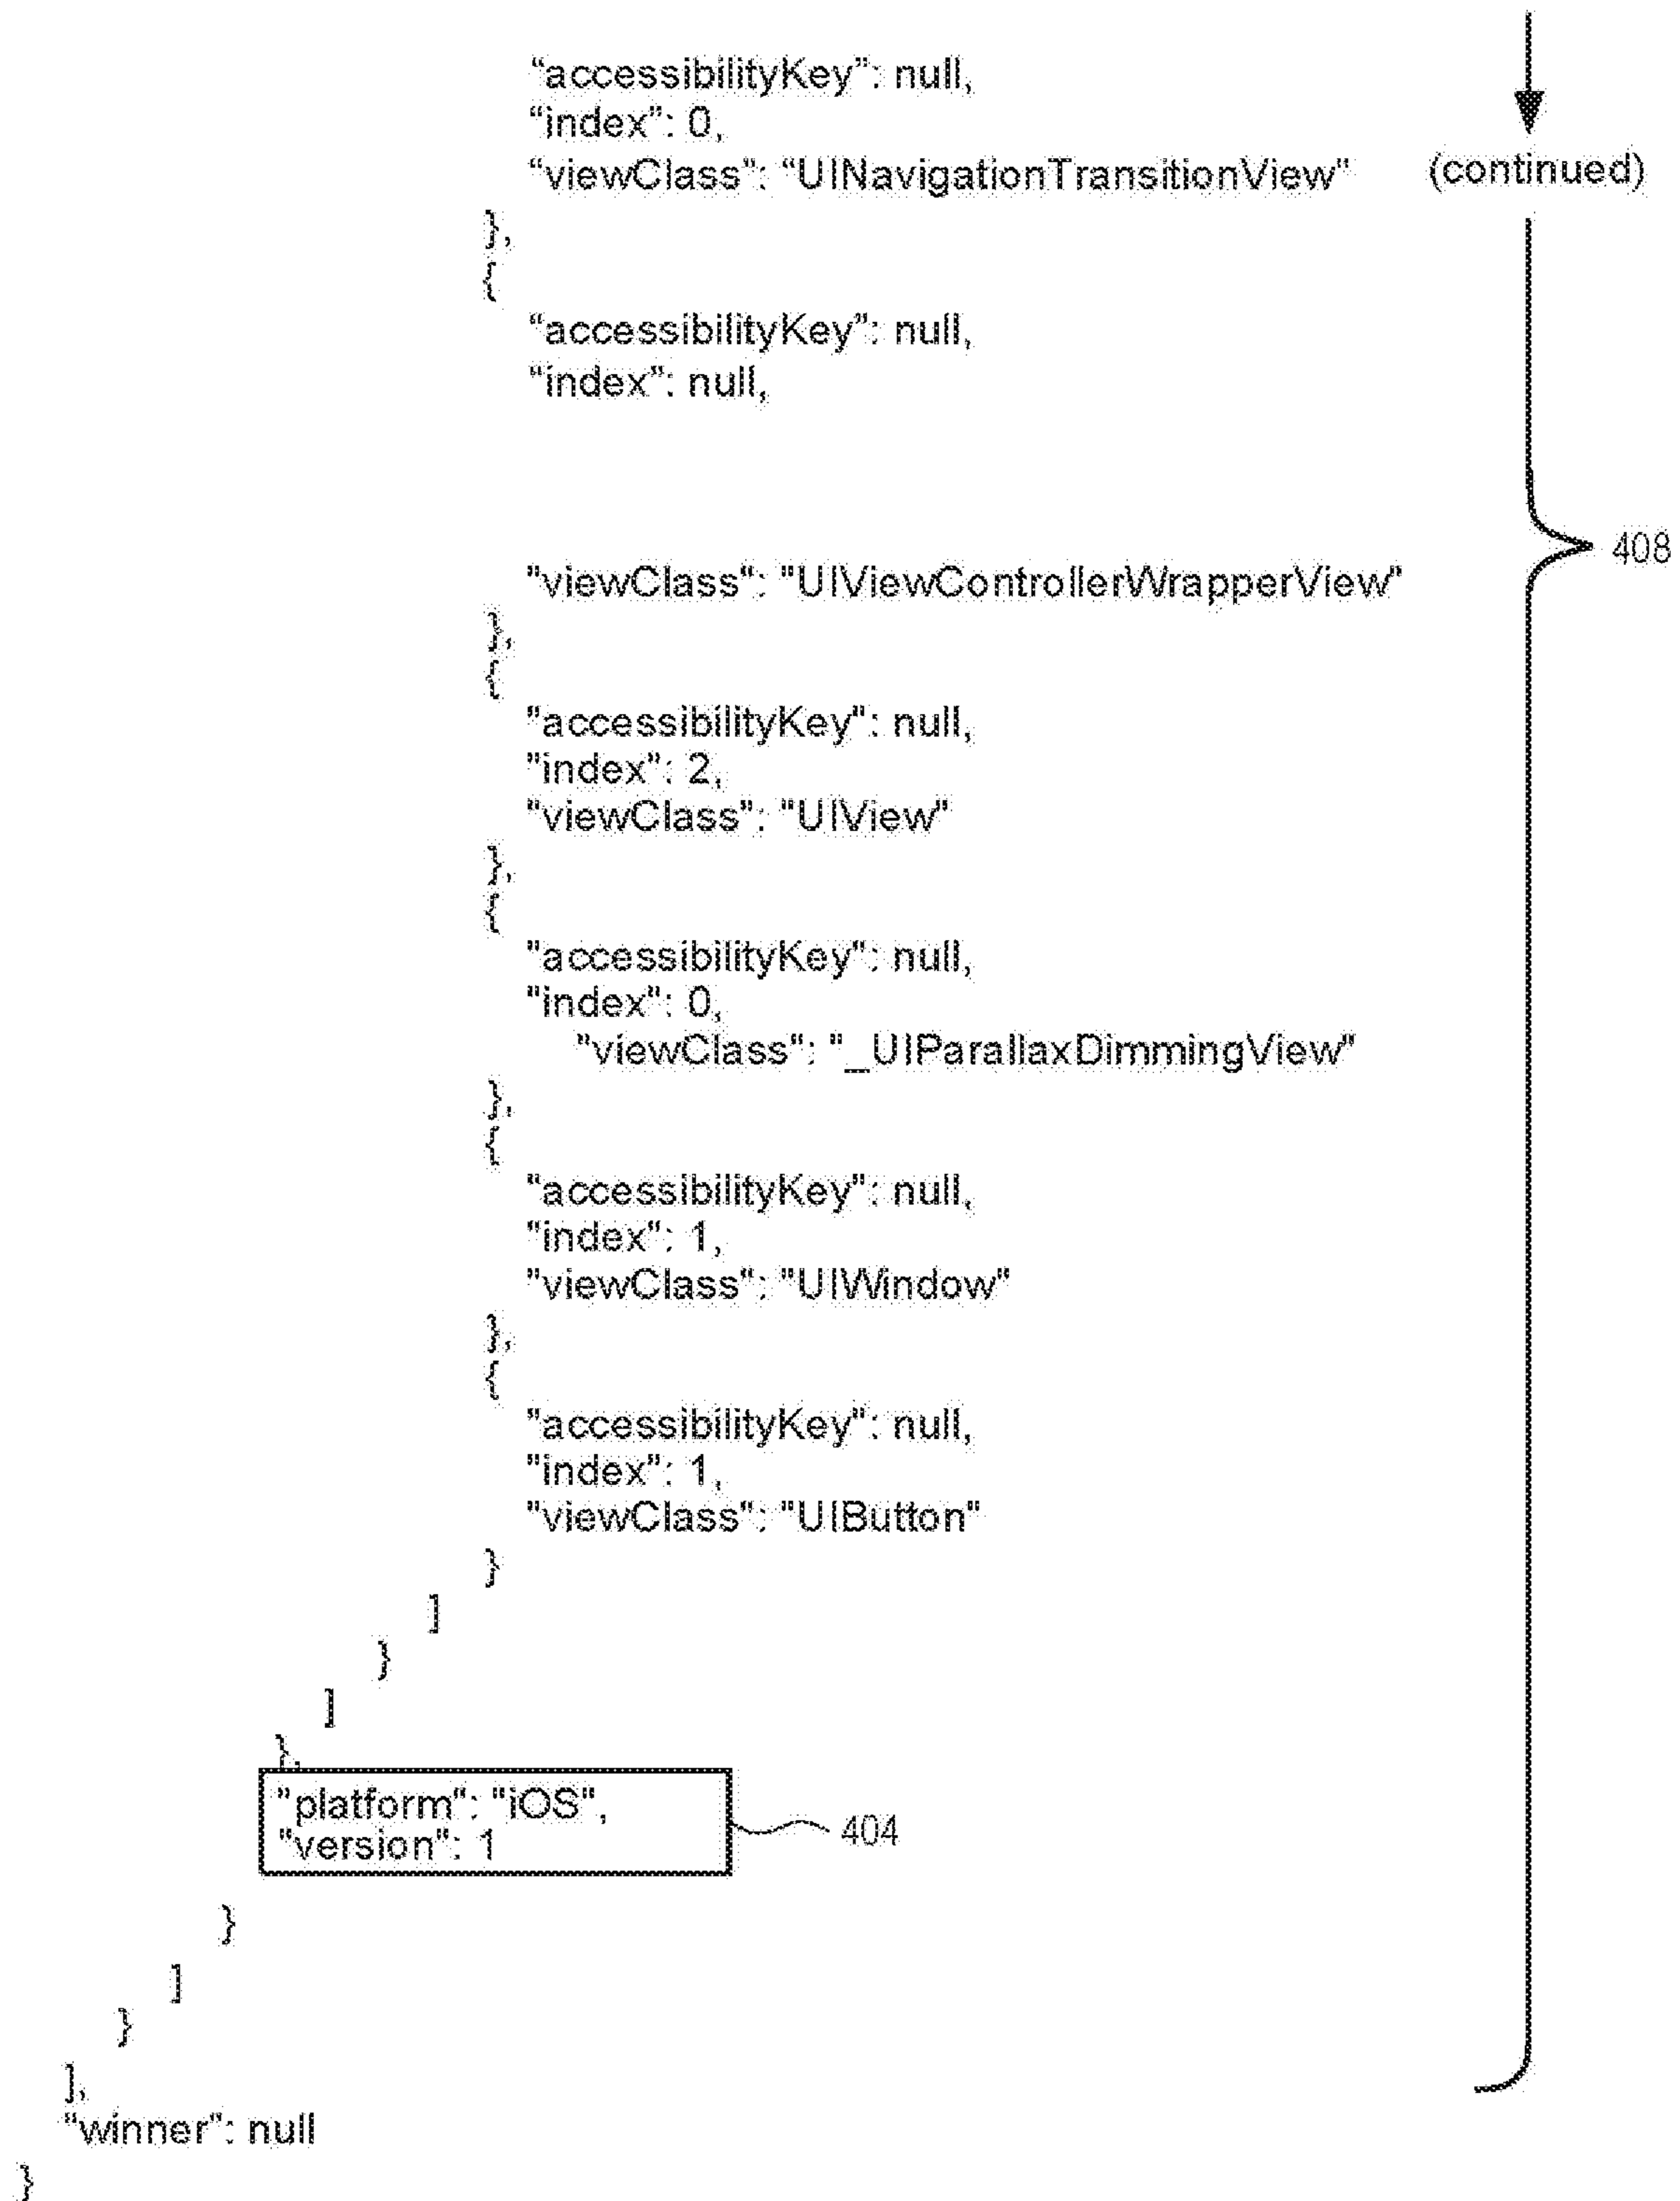 “accessibilityKey”: null,
“index”: 0,
“viewClass”: “UINavigationTransitionView”
(continued)
},
{
“accessibilityKey”: null,
“index”: null,
408
"viewClass": "UIViewControllerWrapperView"
},
{
"accessibilityKey": null,
"index": 2,
"viewClass": "UIView"
},
{
"accessibilityKey": null,
"index": 0,
"viewClass": "_UIParallaxDimmingView"
},
{
"accessibilityKey": null,
"index": 1,
"viewClass": "UIWindow"
},
{
"accessibilityKey": null,
"index": 1,
"viewClass": "UIButton"
}
]
}
]
},
"platform": "iOS",
"version": 1
404
}
]
}
],
“winner”: null
}